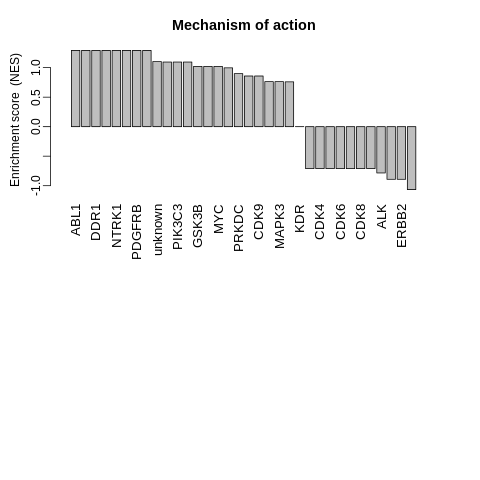 Mechanism of action
Enrichment score (NES)
1.0
0.5
0.0
-1.0
ABL1
DDR1
NTRK1
PDGFRB
unknown
PIK3C3
GSK3B
MYC
PRKDC
CDK9
MAPK3
KDR
CDK4
CDK6
CDK8
ALK
ERBB2